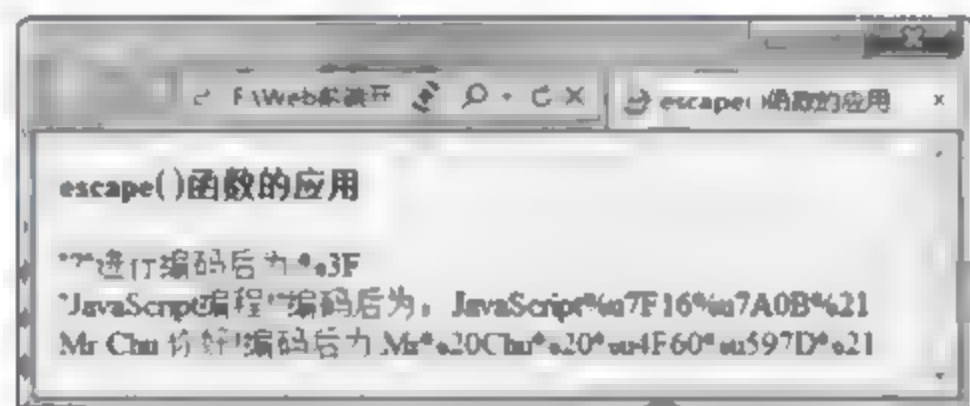 F:\Web
escape( )函数的应用
escape( )函数的应用
"?"进行编码后为 %3F
"JavaScript编程!"编码后为：JavaScript%u7F16%u7A0B%21
Mr Chu 你好!编码后为 Mr%20Chu%20%u4F60%u597D%21